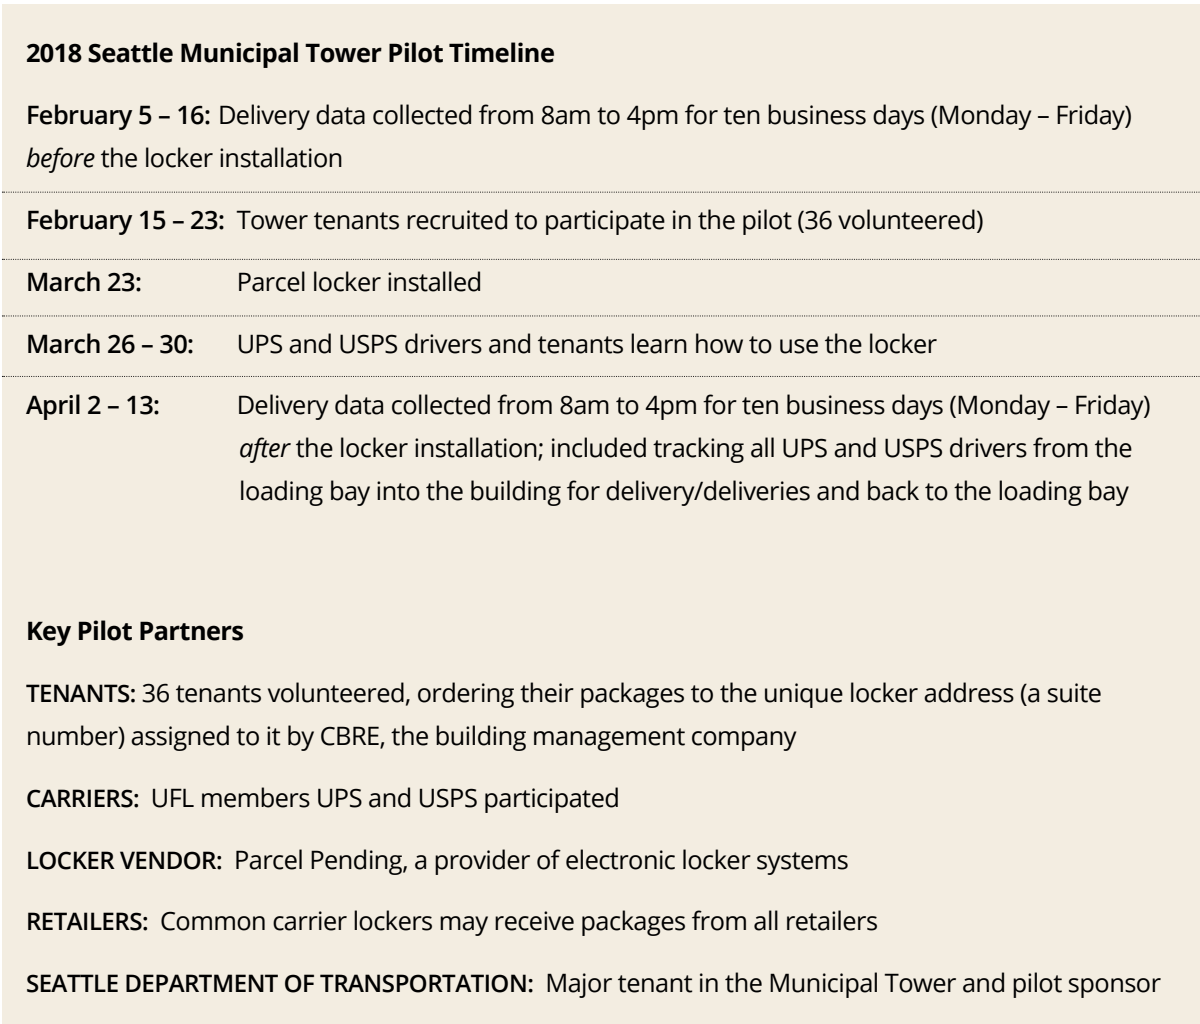 2018 Seattle Municipal Tower Pilot Timeline
February 5 – 16: Delivery data collected from 8am to 4pm for ten business days (Monday – Friday)
before the locker installation
February 15 – 23: Tower tenants recruited to participate in the pilot (36 volunteered)
March 23: Parcel locker installed
March 26 – 30: UPS and USPS drivers and tenants learn how to use the locker
April 2 – 13: Delivery data collected from 8am to 4pm for ten business days (Monday – Friday)
after the locker installation; included tracking all UPS and USPS drivers from the
loading bay into the building for delivery/deliveries and back to the loading bay
Key Pilot Partners
TENANTS: 36 tenants volunteered, ordering their packages to the unique locker address (a suite
number) assigned to it by CBRE, the building management company
CARRIERS: UFL members UPS and USPS participated
LOCKER VENDOR: Parcel Pending, a provider of electronic locker systems
RETAILERS: Common carrier lockers may receive packages from all retailers
SEATTLE DEPARTMENT OF TRANSPORTATION: Major tenant in the Municipal Tower and pilot sponsor